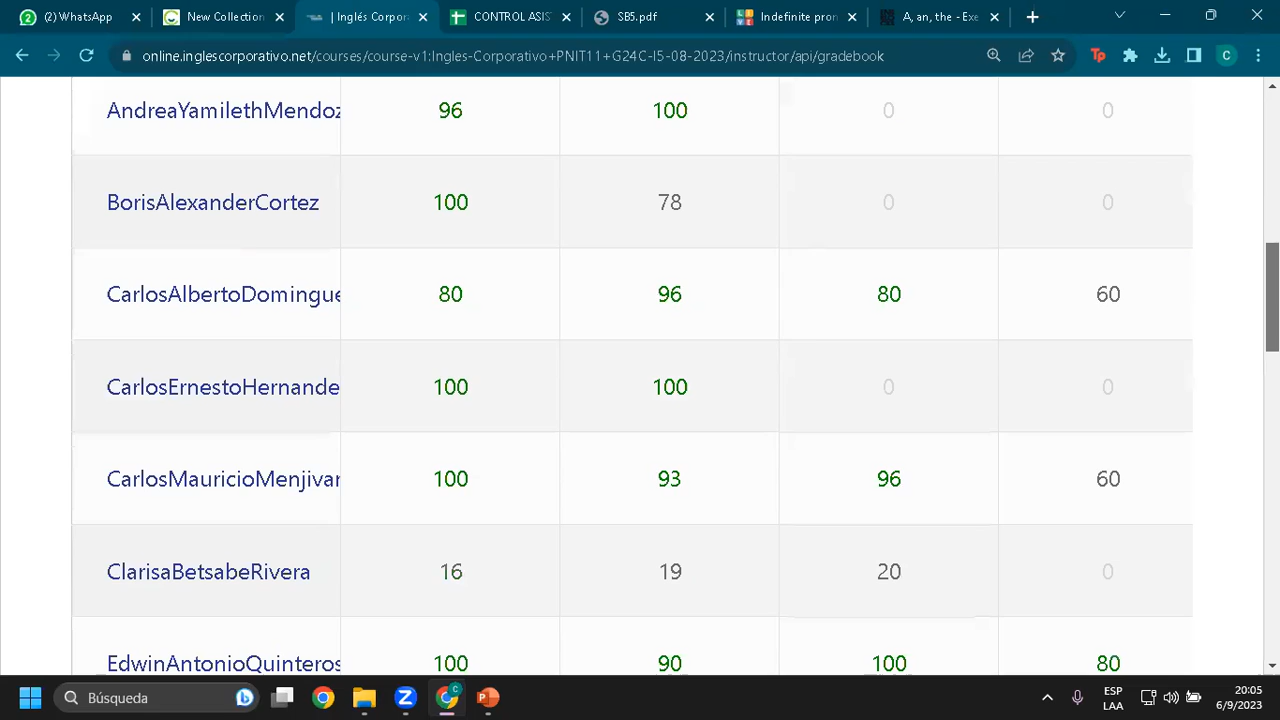 (2) WhatsApp
New Collection
| Inglés Corpora
CONTROL ASIS
SB5.pdf
Indefinite pron
A, an, the - Exe
online.inglescorporativo.net/courses/course-v1:Ingles-Corporativo+PNIT11+G24C-I5-08-2023/instructor/api/gradebook
Tp
C
AndreaYamilethMendoz 96 100 0 0
BorisAlexanderCortez 100 78 0 0
CarlosAlbertoDomingue 80 96 80 60
CarlosErnestoHernande 100 100 0 0
CarlosMauricioMenjivar 100 93 96 60
ClarisaBetsabeRivera 16 19 20 0
EdwinAntonioQuinteros 100 90 100 80
Búsqueda
ESP
LAA
20:05
6/9/2023